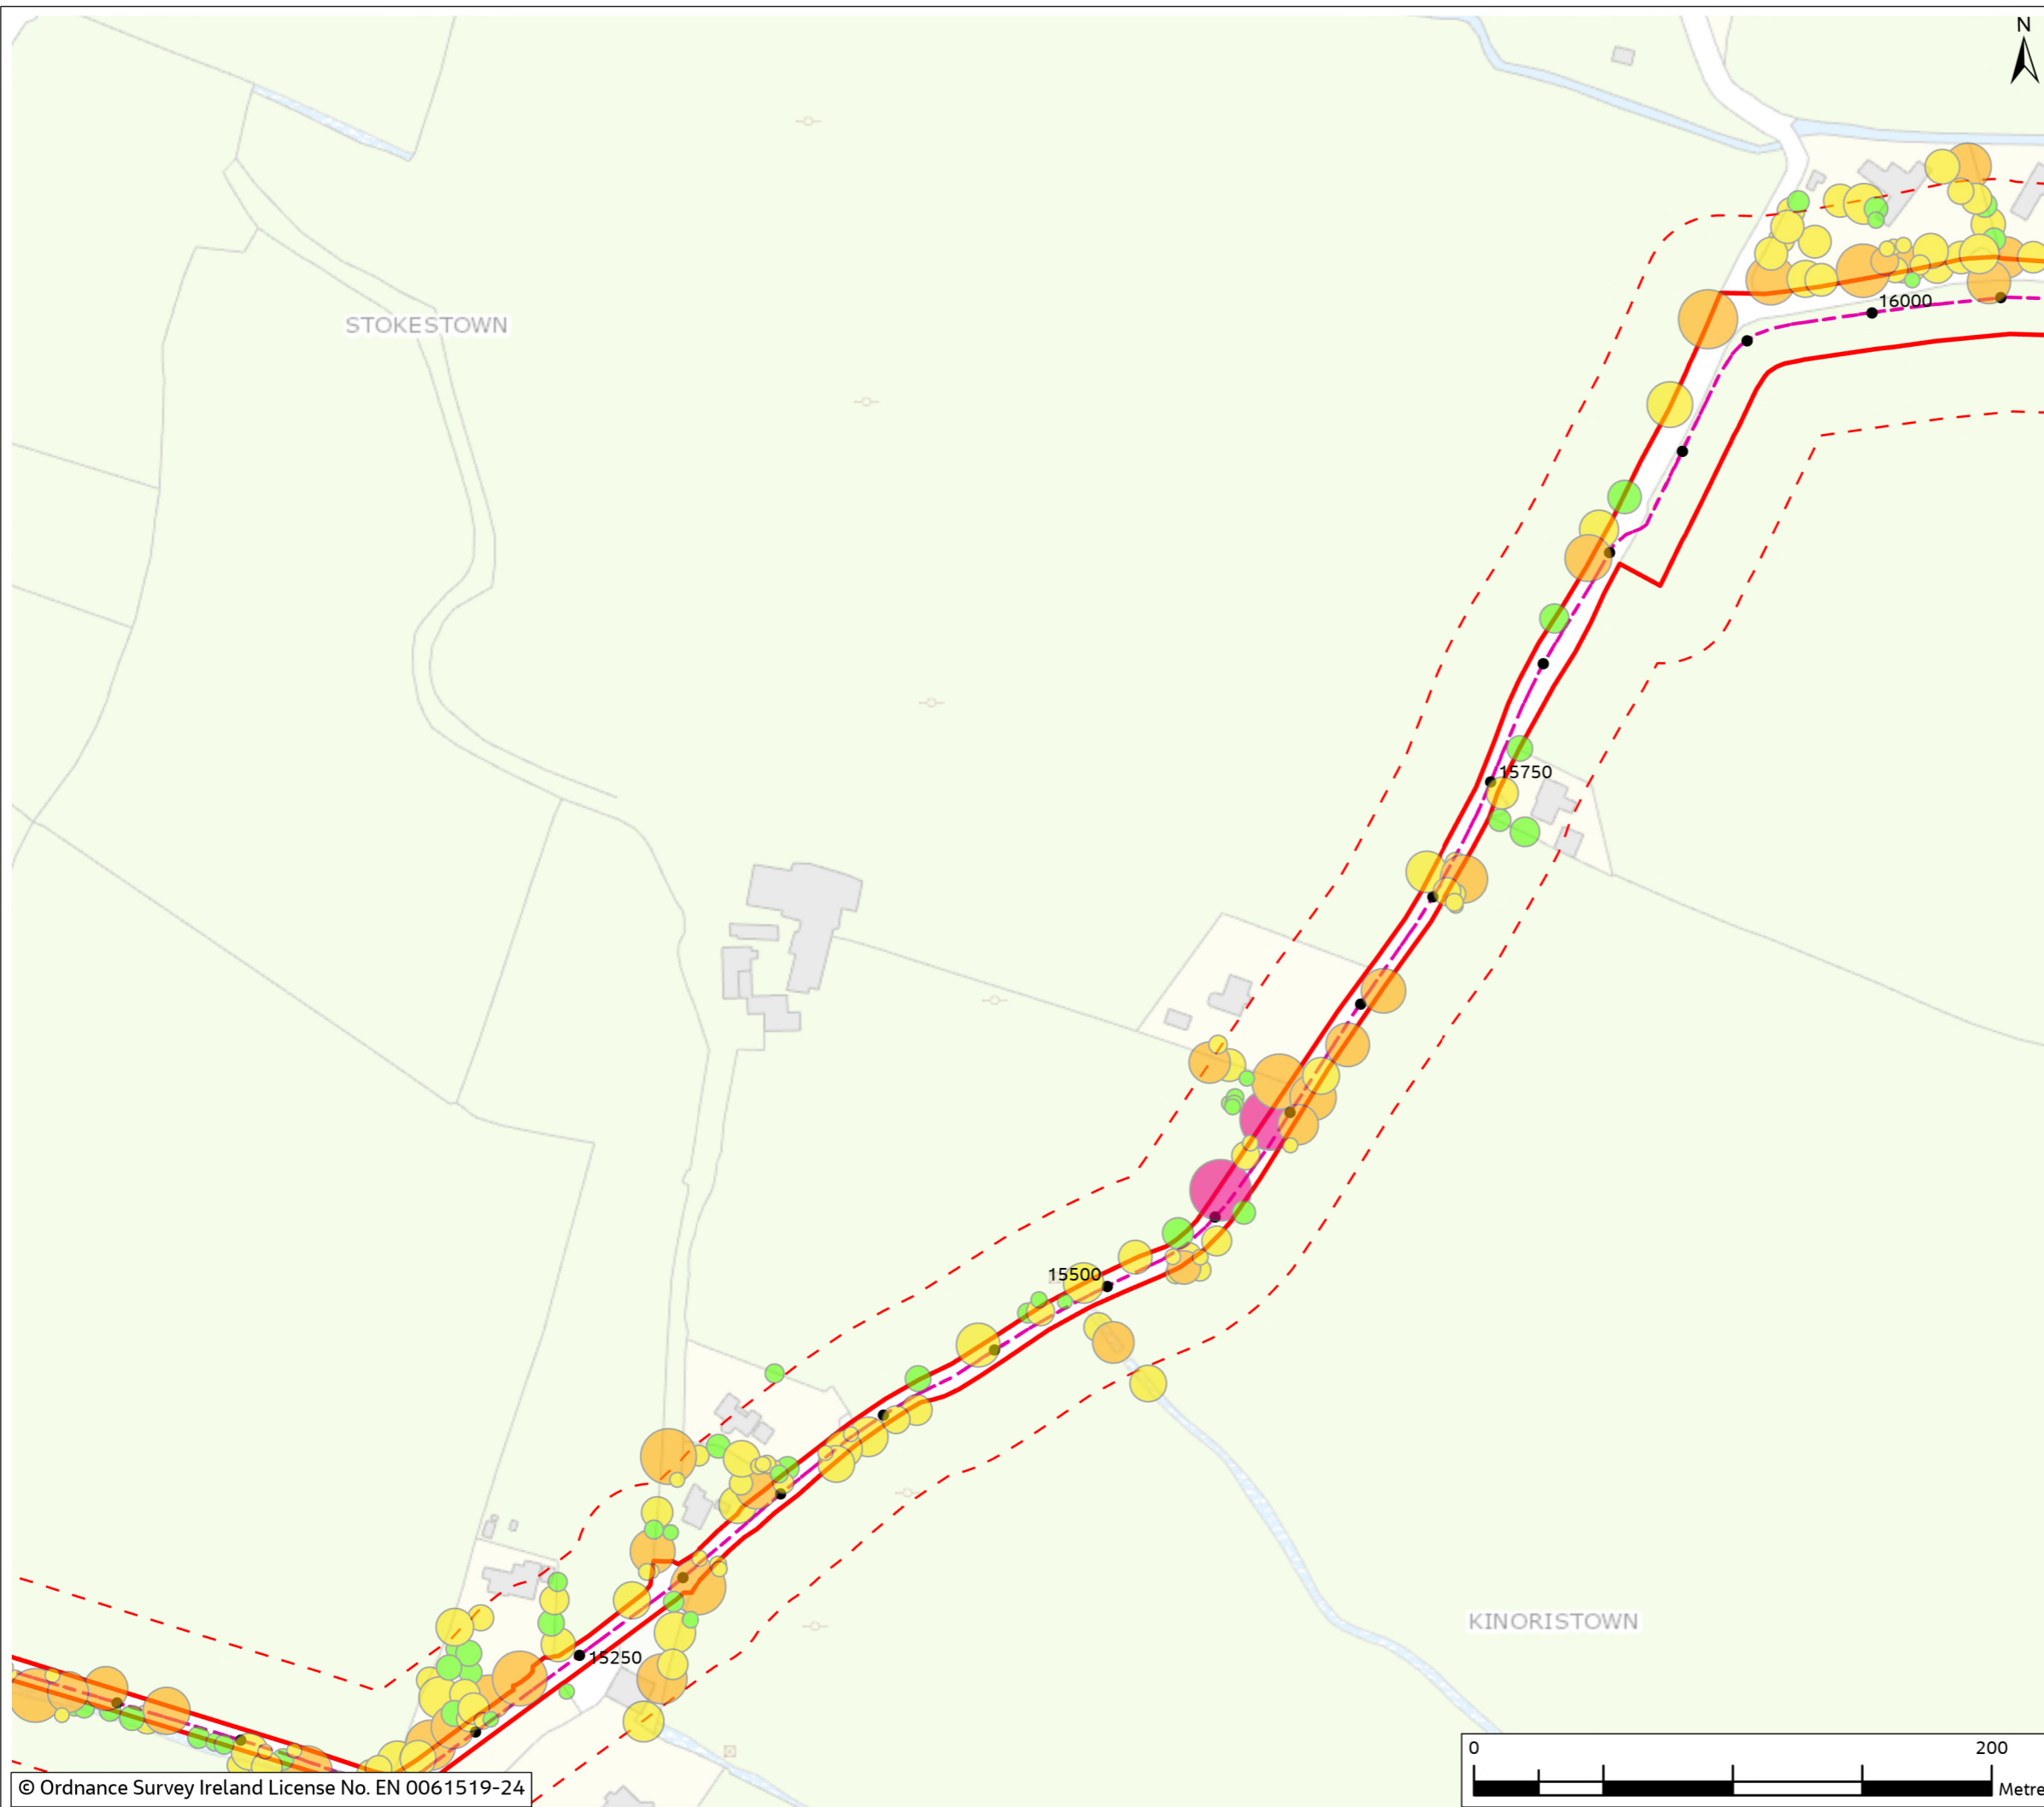 N
16000
STOKESTOWN
15750
15500
KINORISTOWN
15250
0 200
Metre
© Ordnance Survey Ireland License No. EN 0061519-24